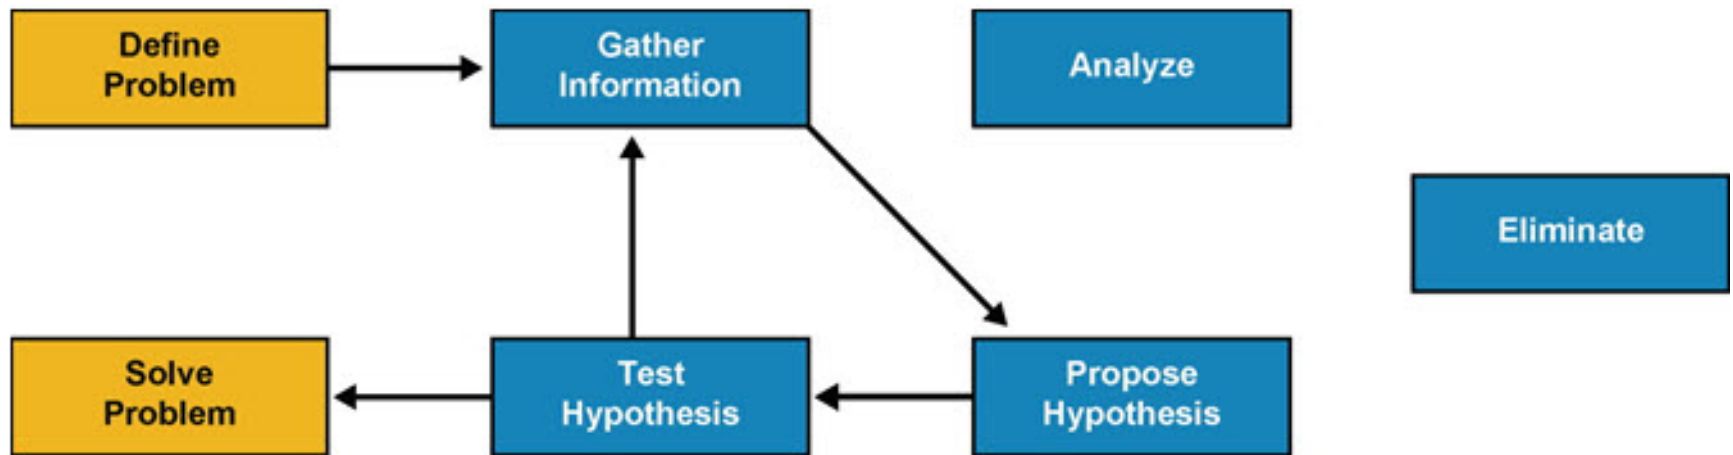 Define
Problem
Gather
Information
Analyze
Eliminate
Solve
Problem
Test
Hypothesis
Propose
Hypothesis